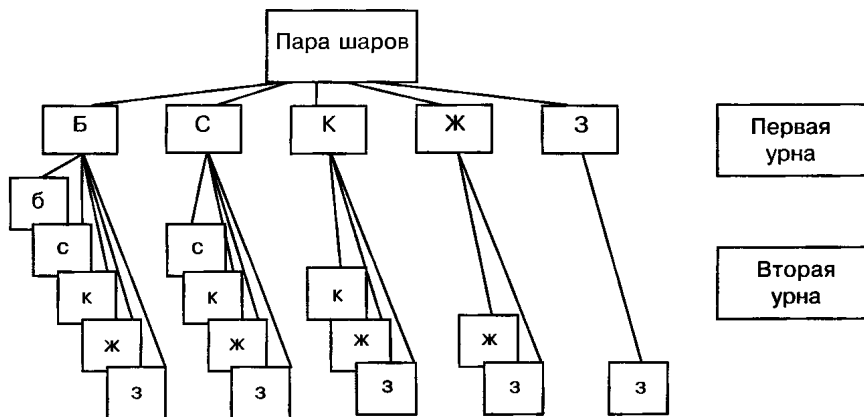 Пара шаров
Б С К Ж З
Первая
урна
б
с с
Вторая
урна
к к к
ж ж ж ж
з з з з з